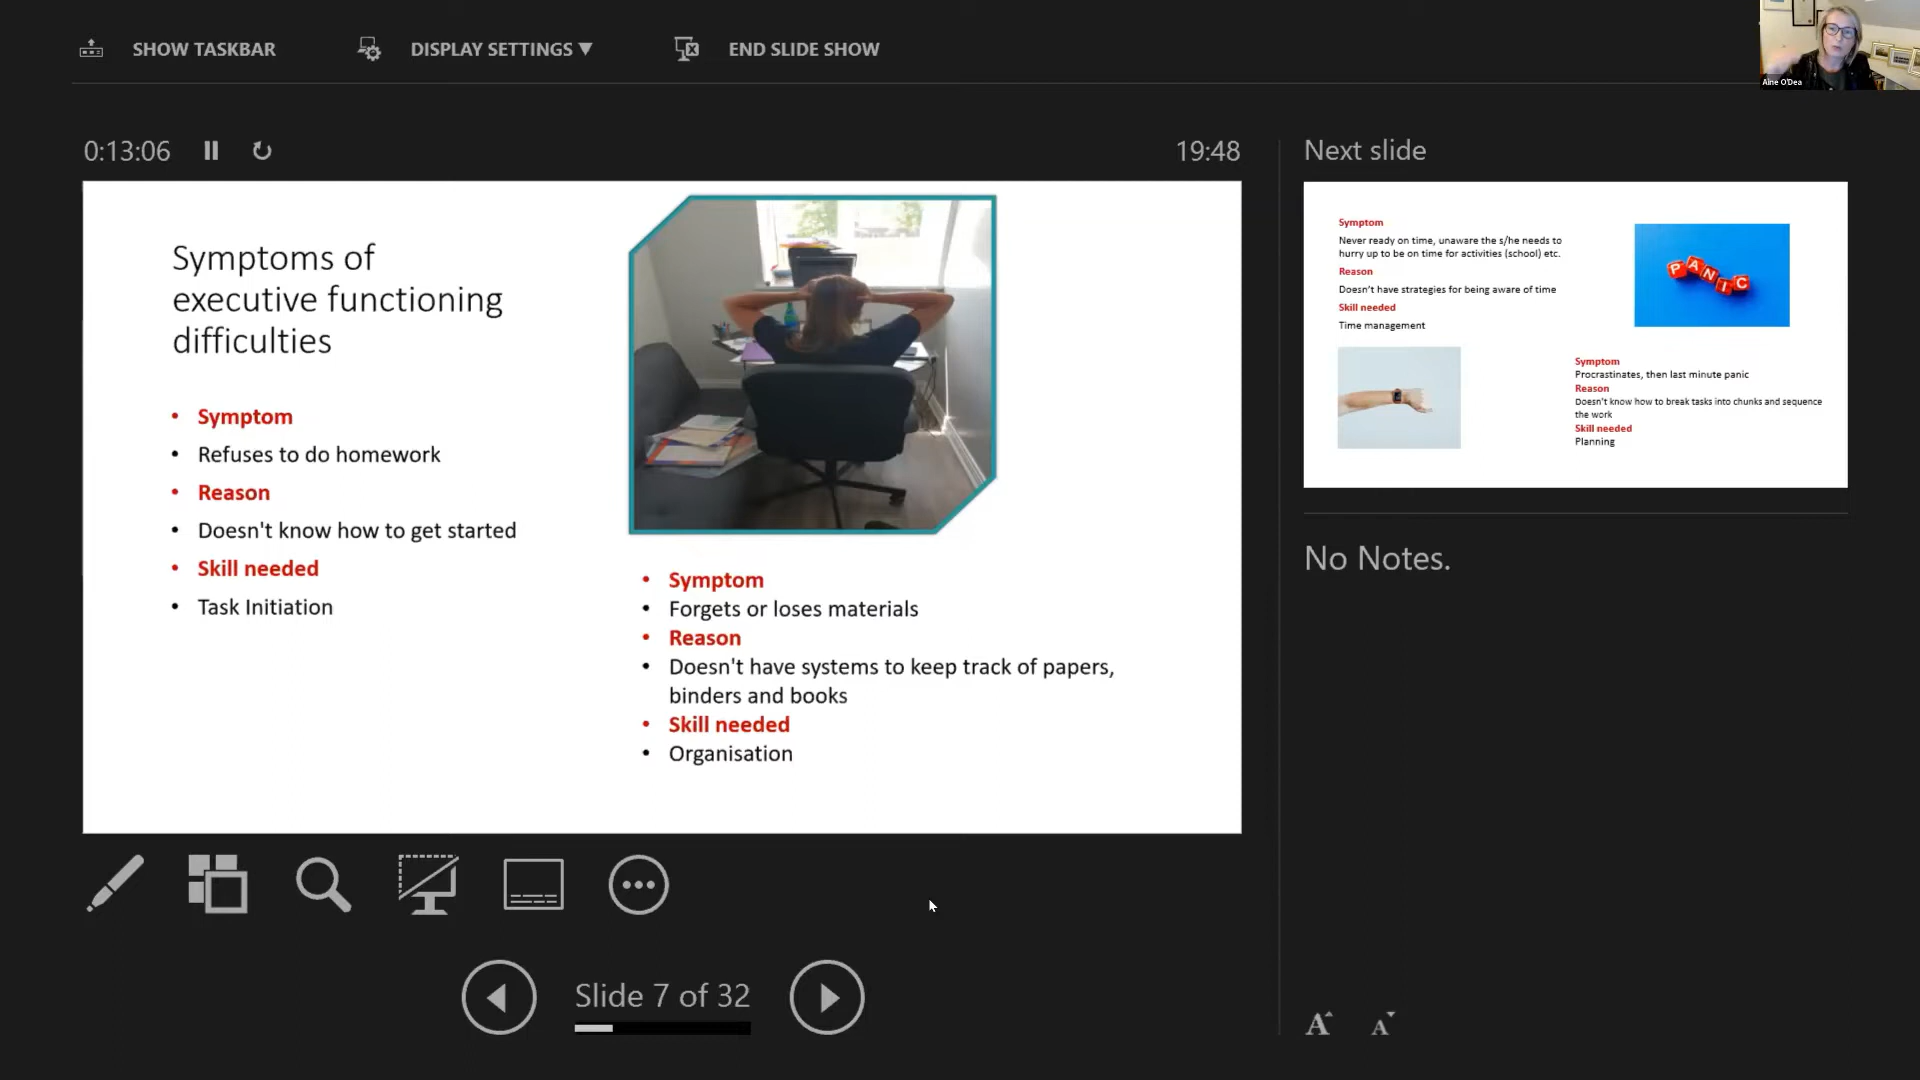 SHOW TASKBAR
DISPLAY SETTINGS ▼
END SLIDE SHOW
Aine O'Dea
0:13:06
19:48
Next slide
Symptoms of
executive functioning
difficulties
• Symptom
• Refuses to do homework
• Reason
• Doesn't know how to get started
• Skill needed
• Task Initiation
• Symptom
• Forgets or loses materials
• Reason
• Doesn't have systems to keep track of papers,
binders and books
• Skill needed
• Organisation
Symptom
Never ready on time, unaware the s/he needs to
hurry up to be on time for activities (school) etc.
Reason
Doesn't have strategies for being aware of time
Skill needed
Time management
PANIC
Symptom
Procrastinates, then last minute panic
Reason
Doesn't know how to break tasks into chunks and sequence
the work
Skill needed
Planning
No Notes.
Slide 7 of 32
A A